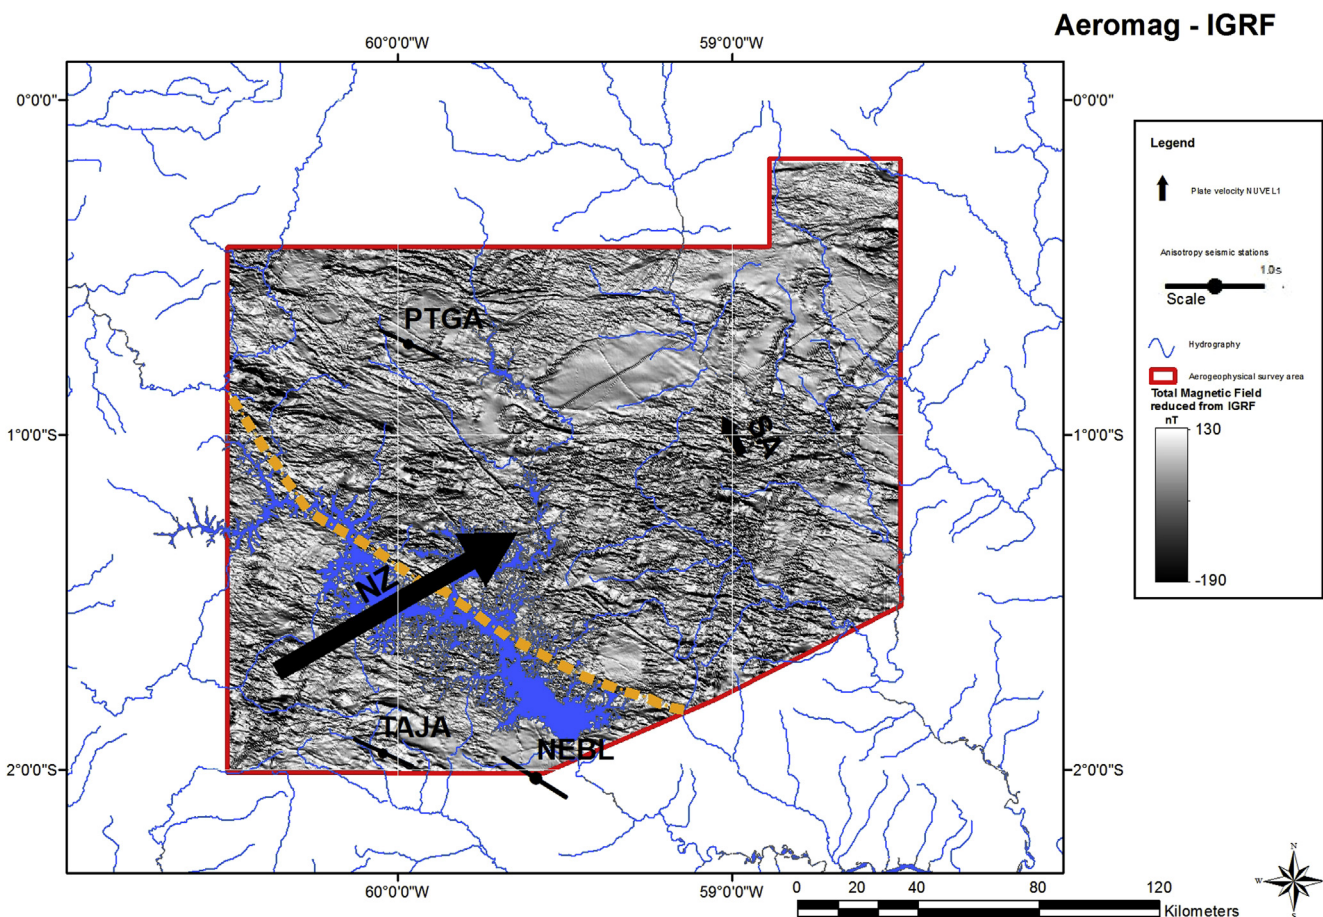 Aeromag - IGRF
60°0'0"W 59°0'0"W
0°0'0" 0°0'0"
Legend
Plate velocity NUVEL1
Anisotropy seismic stations
1.0s
Scale
Hydrography
Aerogeophysical survey area
Total Magnetic Field
reduced from IGRF
nT
130
-190
PTGA
1°0'0"S 1°0'0"S
SA
NZ
TAJA
NEBL
2°0'0"S 2°0'0"S
60°0'0"W 59°0'0"W
0 20 40 80 120
Kilometers
N
W E
S